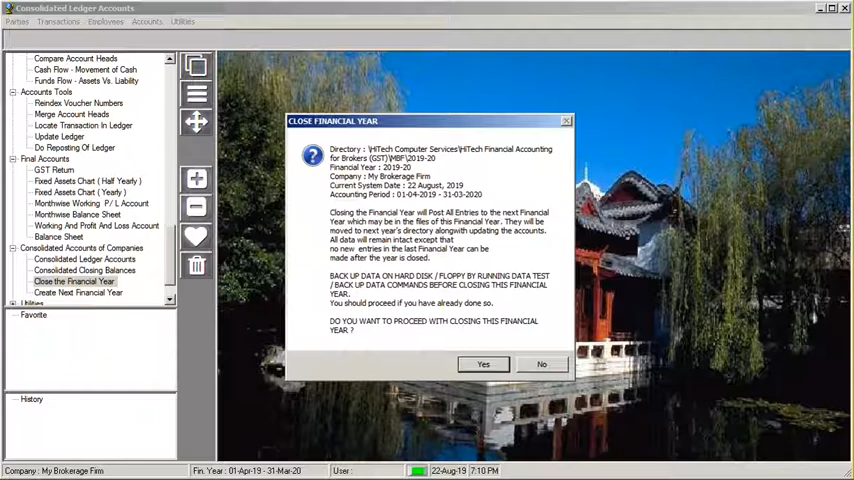 Consolidated Ledger Accounts
Parties Transactions Employees Accounts Utilities
Compare Account Heads
Cash Flow - Movement of Cash
Funds Flow - Assets Vs. Liability
Accounts Tools
Reindex Voucher Numbers
Merge Account Heads
Locate Transaction In Ledger
Update Ledger
Do Reposting Of Ledger
Final Accounts
GST Return
Fixed Assets Chart ( Half Yearly )
Fixed Assets Chart ( Yearly )
Monthwise Working P/ L Account
Monthwise Balance Sheet
Working And Profit And Loss Account
Balance Sheet
Consolidated Accounts of Companies
Consolidated Ledger Accounts
Consolidated Closing Balances
Close the Financial Year
Create Next Financial Year
Utilities
Favorite
History
CLOSE FINANCIAL YEAR
Directory : \HiTech Computer Services\HiTech Financial Accounting
for Brokers (GST)\MBF\2019-20
Financial Year : 2019-20
Company : My Brokerage Firm
Current System Date : 22 August, 2019
Accounting Period : 01-04-2019 - 31-03-2020
Closing the Financial Year will Post All Entries to the next Financial
Year which may be in the files of this Financial Year. They will be
moved to next year's directory alongwith updating the accounts.
All data will remain intact except that
no new entries in the last Financial Year can be
made after the year is closed.
BACK UP DATA ON HARD DISK / FLOPPY BY RUNNING DATA TEST
/ BACK UP DATA COMMANDS BEFORE CLOSING THIS FINANCIAL
YEAR.
You should proceed if you have already done so.
DO YOU WANT TO PROCEED WITH CLOSING THIS FINANCIAL
YEAR ?
Yes No
Company : My Brokerage Firm Fin. Year : 01-Apr-19 - 31-Mar-20 User : 22-Aug-19 7:10 PM